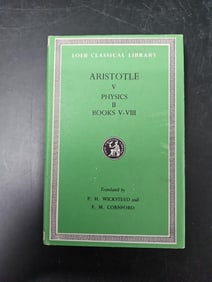 LOEB CLASSICAL LIBRARY
ARISTOTLE
V
PHYSICS
II
BOOKS V-VIII
Translated by
P. H. WICKSTEED and
F. M. CORNFORD